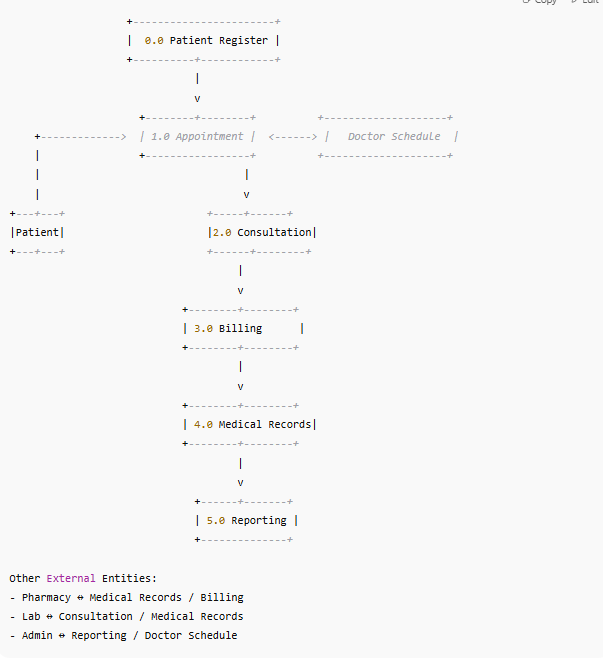 Copy Edit
+-----------------------+
| 0.0 Patient Register |
+----------+------------+
|
v
+--------+--------+ +--------------------+
+-------------> | 1.0 Appointment | <------> | Doctor Schedule |
| +-----------------+ +--------------------+
| |
| v
+---+---+ +-----+------+
|Patient| |2.0 Consultation|
+---+---+ +------+--------+
|
v
+--------+--------+
| 3.0 Billing |
+--------+--------+
|
v
+--------+--------+
| 4.0 Medical Records|
+--------+--------+
|
v
+------+-------+
| 5.0 Reporting |
+--------------+
Other External Entities:
- Pharmacy ↔ Medical Records / Billing
- Lab ↔ Consultation / Medical Records
- Admin ↔ Reporting / Doctor Schedule